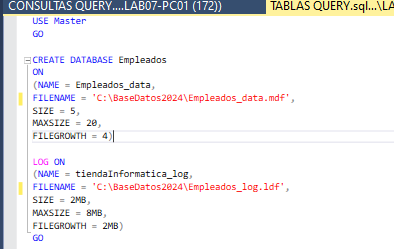 CONSULTAS QUERY....LAB07-PC01 (172)) TABLAS QUERY.sql...\LA
USE Master
GO
CREATE DATABASE Empleados
ON
(NAME = Empleados_data,
FILENAME = 'C:\BaseDatos2024\Empleados_data.mdf',
SIZE = 5,
MAXSIZE = 20,
FILEGROWTH = 4)
LOG ON
(NAME = tiendaInformatica_log,
FILENAME = 'C:\BaseDatos2024\Empleados_log.ldf',
SIZE = 2MB,
MAXSIZE = 8MB,
FILEGROWTH = 2MB)
GO